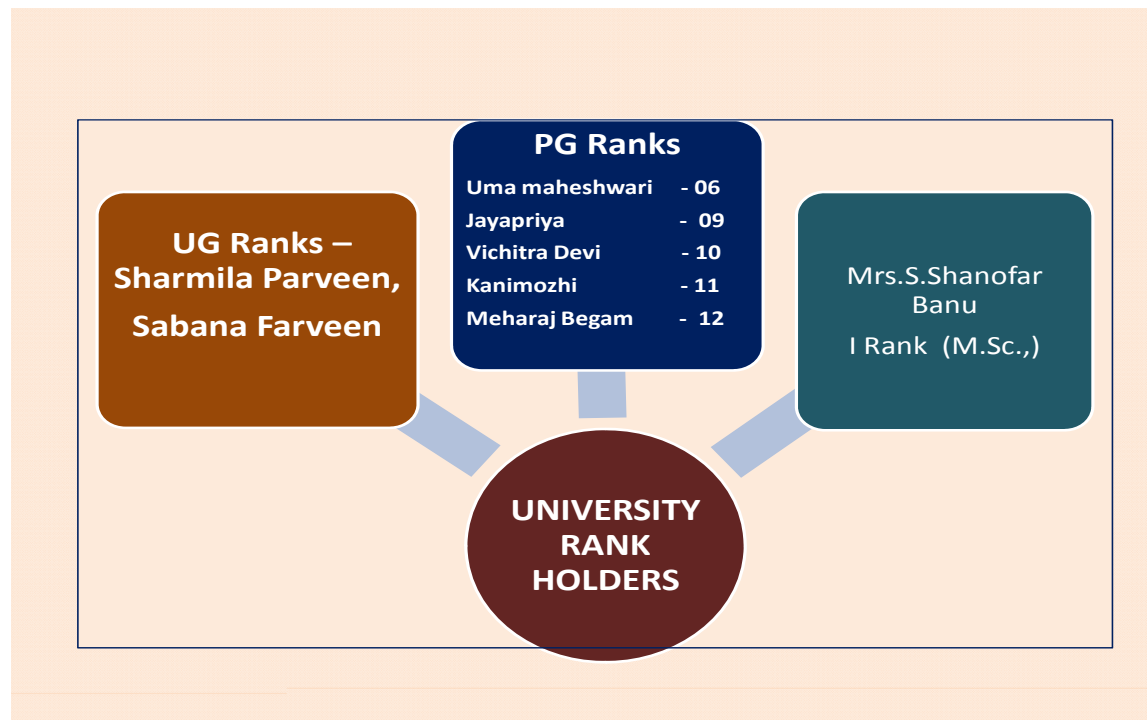 PG Ranks
Uma maheshwari - 06
Jayapriya - 09
Vichitra Devi - 10
Kanimozhi - 11
Meharaj Begam - 12
UG Ranks –
Sharmila Parveen,
Sabana Farveen
Mrs.S.Shanofar
Banu
I Rank (M.Sc.,)
UNIVERSITY
RANK
HOLDERS